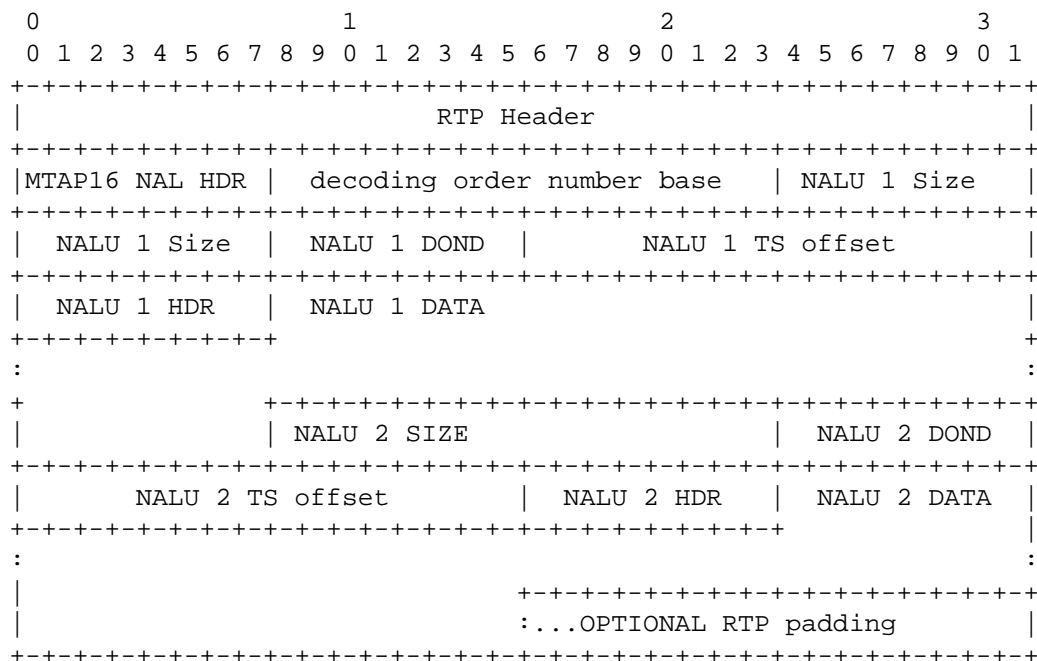 0                   1                   2                   3
 0 1 2 3 4 5 6 7 8 9 0 1 2 3 4 5 6 7 8 9 0 1 2 3 4 5 6 7 8 9 0 1
+-+-+-+-+-+-+-+-+-+-+-+-+-+-+-+-+-+-+-+-+-+-+-+-+-+-+-+-+-+-+-+-+
|                          RTP Header                           |
+-+-+-+-+-+-+-+-+-+-+-+-+-+-+-+-+-+-+-+-+-+-+-+-+-+-+-+-+-+-+-+-+
|MTAP16 NAL HDR |  decoding order number base   | NALU 1 Size   |
+-+-+-+-+-+-+-+-+-+-+-+-+-+-+-+-+-+-+-+-+-+-+-+-+-+-+-+-+-+-+-+-+
|  NALU 1 Size  |  NALU 1 DOND  |       NALU 1 TS offset        |
+-+-+-+-+-+-+-+-+-+-+-+-+-+-+-+-+-+-+-+-+-+-+-+-+-+-+-+-+-+-+-+-+
|  NALU 1 HDR   |  NALU 1 DATA                                  |
+-+-+-+-+-+-+-+-+                                               +
:                                                               :
+               +-+-+-+-+-+-+-+-+-+-+-+-+-+-+-+-+-+-+-+-+-+-+-+-+
|               | NALU 2 SIZE                   |  NALU 2 DOND  |
+-+-+-+-+-+-+-+-+-+-+-+-+-+-+-+-+-+-+-+-+-+-+-+-+-+-+-+-+-+-+-+-+
|       NALU 2 TS offset        |  NALU 2 HDR   |  NALU 2 DATA  |
+-+-+-+-+-+-+-+-+-+-+-+-+-+-+-+-+-+-+-+-+-+-+-+-+               |
:                                                               :
|                               +-+-+-+-+-+-+-+-+-+-+-+-+-+-+-+-+
|                               :...OPTIONAL RTP padding        |
+-+-+-+-+-+-+-+-+-+-+-+-+-+-+-+-+-+-+-+-+-+-+-+-+-+-+-+-+-+-+-+-+